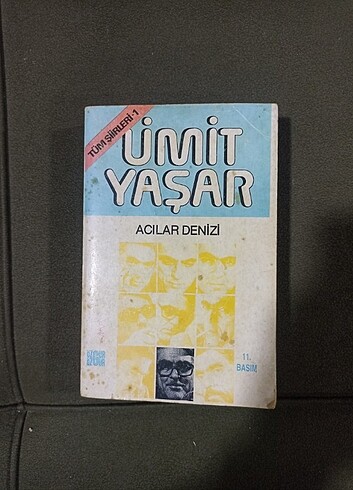 TÜM ŞİİRLERİ-1
ÜMİT
YAŞAR
ACILAR DENİZİ
11.
BASIM